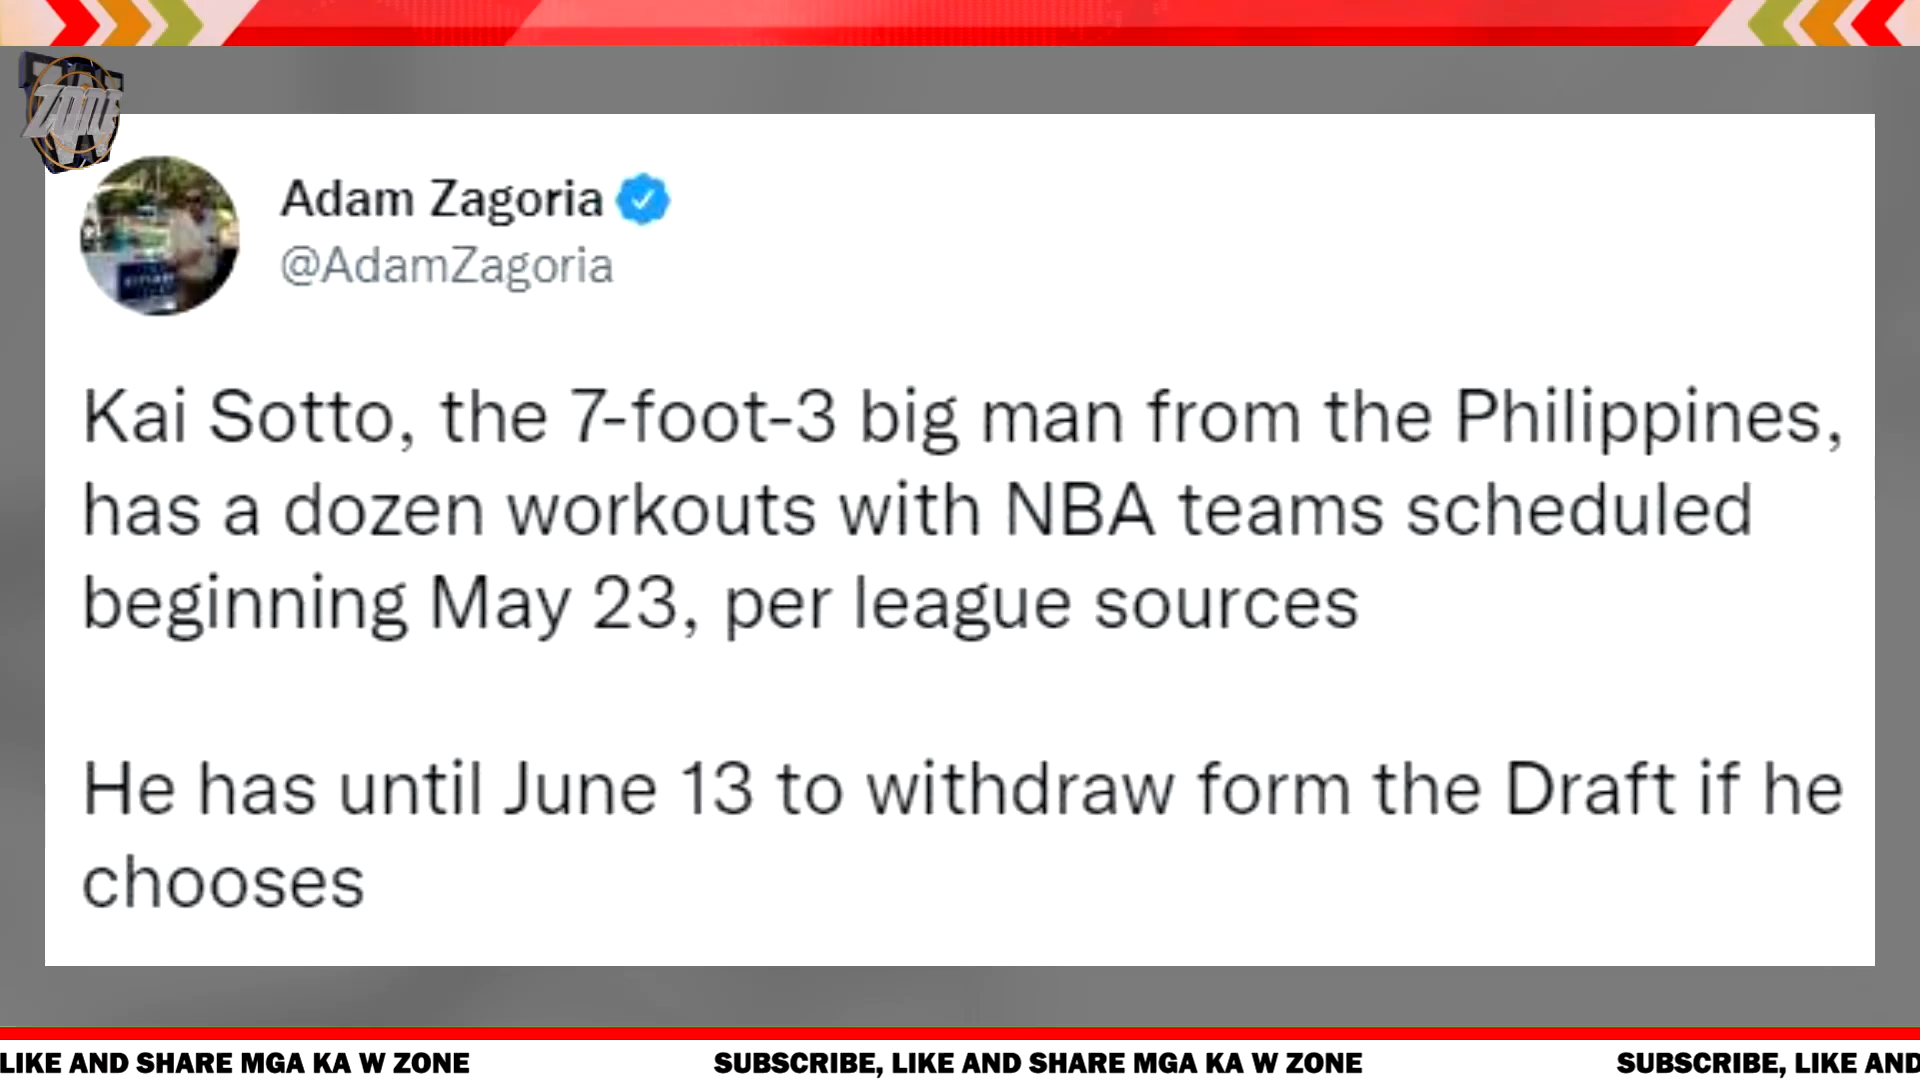 ZONE
Adam Zagoria
@AdamZagoria
Kai Sotto, the 7-foot-3 big man from the Philippines,
has a dozen workouts with NBA teams scheduled
beginning May 23, per league sources
He has until June 13 to withdraw form the Draft if he
chooses
LIKE AND SHARE MGA KA W ZONE SUBSCRIBE, LIKE AND SHARE MGA KA W ZONE SUBSCRIBE, LIKE AND